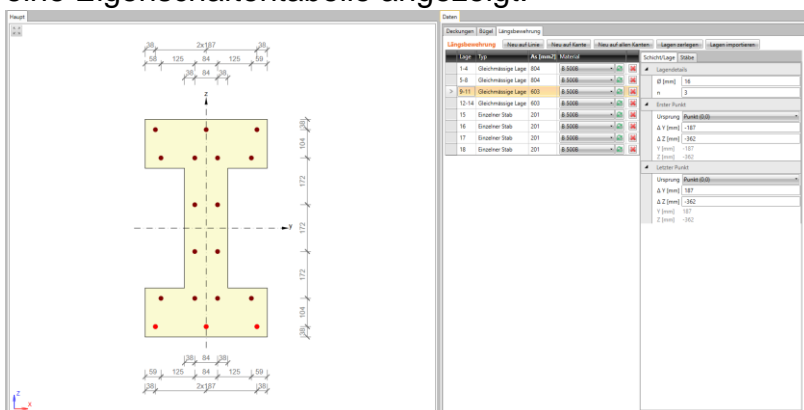 eine Eigenschaftentabelle angezeigt.
Haupt
Daten
Deckungen Bügel Längsbewehrung
Längsbewehrung Neu auf Linie Neu auf Kante Neu auf allen Kanten Lagen zerlegen Lagen importieren
Lage Typ As [mm2] Material
1-4 Gleichmässige Lage 804 B 500B
5-8 Gleichmässige Lage 804 B 500B
> 9-11 Gleichmässige Lage 603 B 500B
12-14 Gleichmässige Lage 603 B 500B
15 Einzelner Stab 201 B 500B
16 Einzelner Stab 201 B 500B
17 Einzelner Stab 201 B 500B
18 Einzelner Stab 201 B 500B
Schicht/Lage Stäbe
Lagendetails
Ø [mm] 16
n 3
Erster Punkt
Ursprung Punkt (0,0)
Δ Y [mm] -187
Δ Z [mm] -362
Y [mm] -187
Z [mm] -362
Letzter Punkt
Ursprung Punkt (0,0)
Δ Y [mm] 187
Δ Z [mm] -362
Y [mm] 187
Z [mm] -362
38 2x187 38
58 125 84 125 59
38 84 38
z
Y
(38)
104
172
172
172
104
(38)
(38) 84 (38)
59 125 84 125 59
(38) 2x187 (38)
z
x